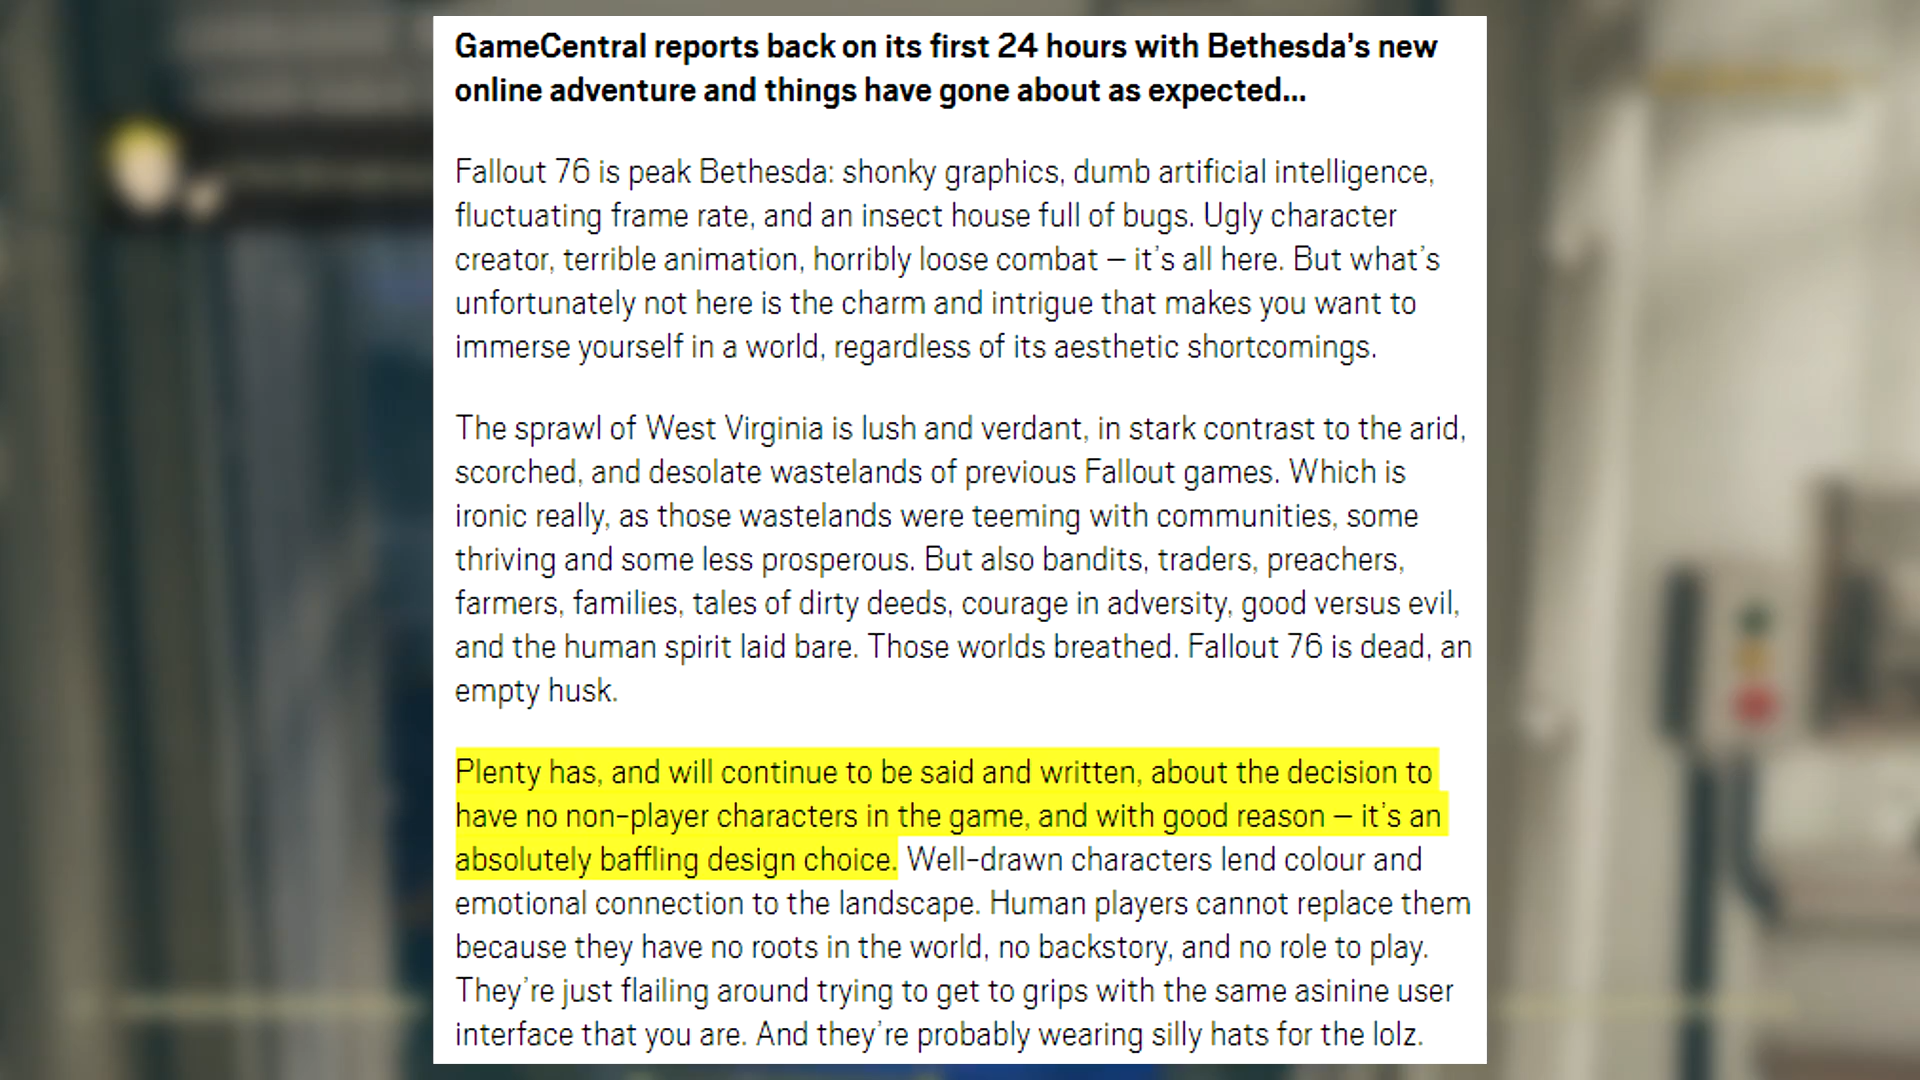 GameCentral reports back on its first 24 hours with Bethesda's new
online adventure and things have gone about as expected...
Fallout 76 is peak Bethesda: shonky graphics, dumb artificial intelligence,
fluctuating frame rate, and an insect house full of bugs. Ugly character
creator, terrible animation, horribly loose combat – it's all here. But what's
unfortunately not here is the charm and intrigue that makes you want to
immerse yourself in a world, regardless of its aesthetic shortcomings.
The sprawl of West Virginia is lush and verdant, in stark contrast to the arid,
scorched, and desolate wastelands of previous Fallout games. Which is
ironic really, as those wastelands were teeming with communities, some
thriving and some less prosperous. But also bandits, traders, preachers,
farmers, families, tales of dirty deeds, courage in adversity, good versus evil,
and the human spirit laid bare. Those worlds breathed. Fallout 76 is dead, an
empty husk.
Plenty has, and will continue to be said and written, about the decision to
have no non-player characters in the game, and with good reason – it's an
absolutely baffling design choice. Well-drawn characters lend colour and
emotional connection to the landscape. Human players cannot replace them
because they have no roots in the world, no backstory, and no role to play.
They're just flailing around trying to get to grips with the same asinine user
interface that you are. And they're probably wearing silly hats for the lolz.